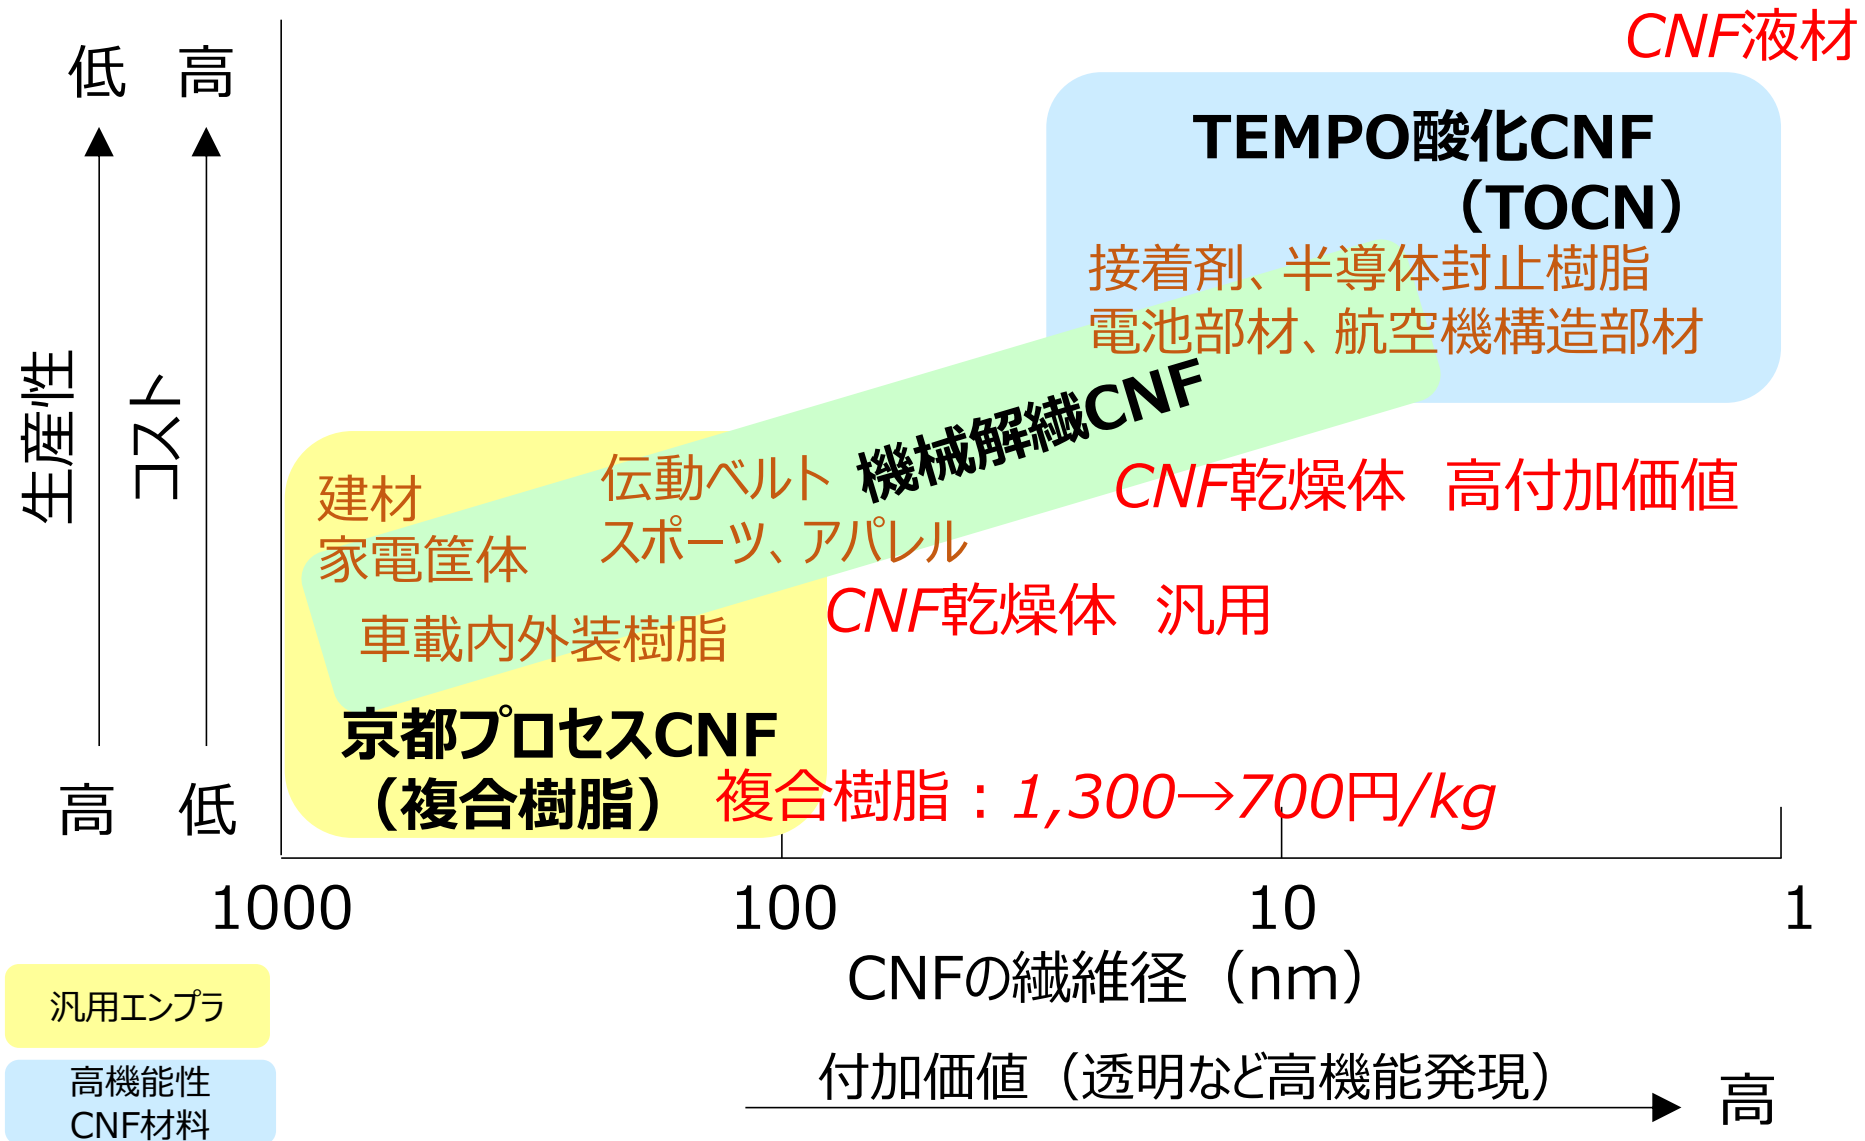 CNF液材
低 高
TEMPO酸化CNF
（TOCN）
接着剤、半導体封止樹脂
電池部材、航空機構造部材
生産性
コスト
機械解繊CNF
建材
家電筐体
伝動ベルト
スポーツ、アパレル
CNF乾燥体 高付加価値
CNF乾燥体 汎用
車載内外装樹脂
京都プロセスCNF
（複合樹脂）
複合樹脂：1,300→700円/kg
高 低
1000 100 10 1
CNFの繊維径（nm）
汎用エンプラ
高機能性
CNF材料
付加価値（透明など高機能発現）
高